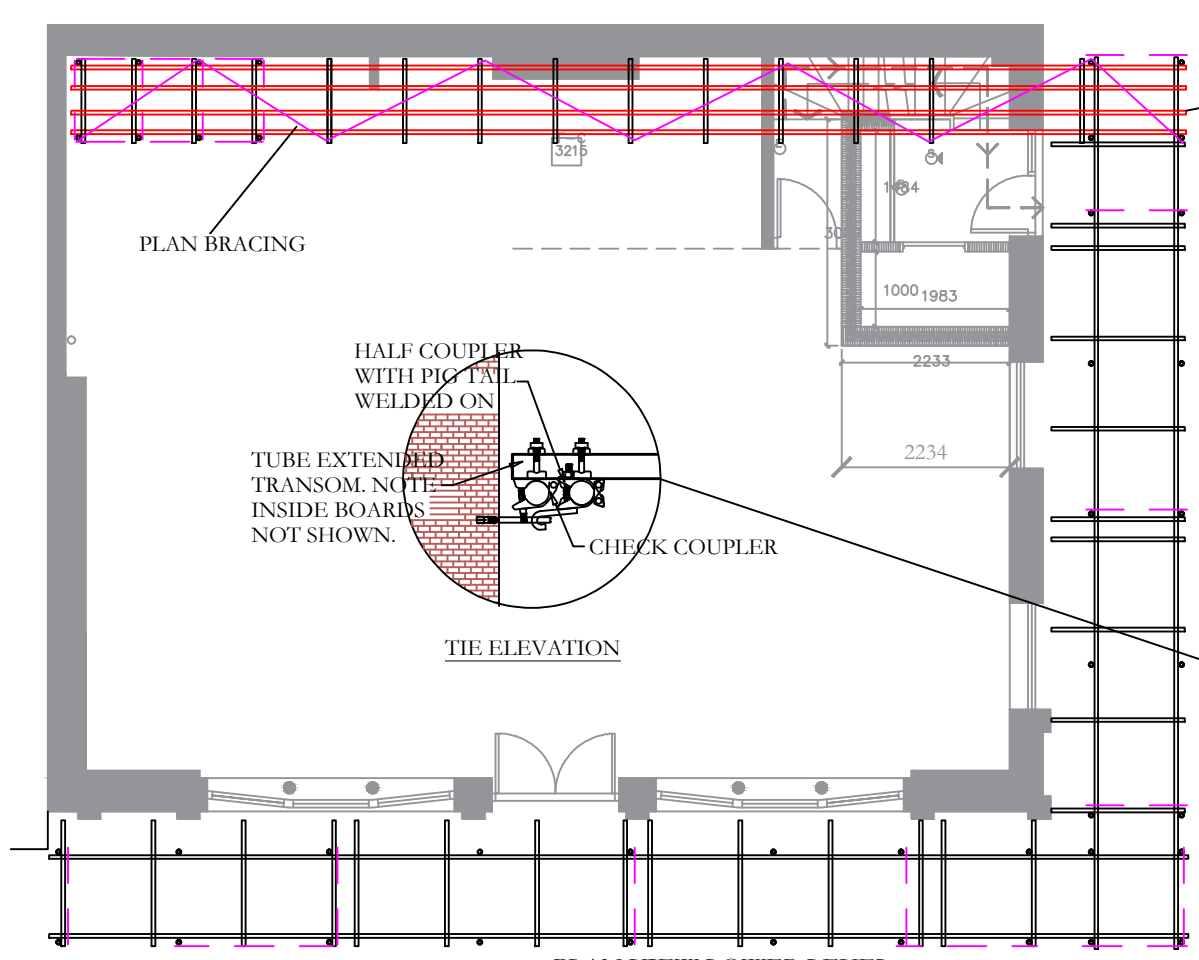 3215
1484
PLAN BRACING
1000
1983
2233
HALF COUPLER
WITH PIG TAIL
WELDED ON
TUBE EXTENDED
TRANSOM. NOTE
INSIDE BOARDS
NOT SHOWN.
2234
CHECK COUPLER
TIE ELEVATION